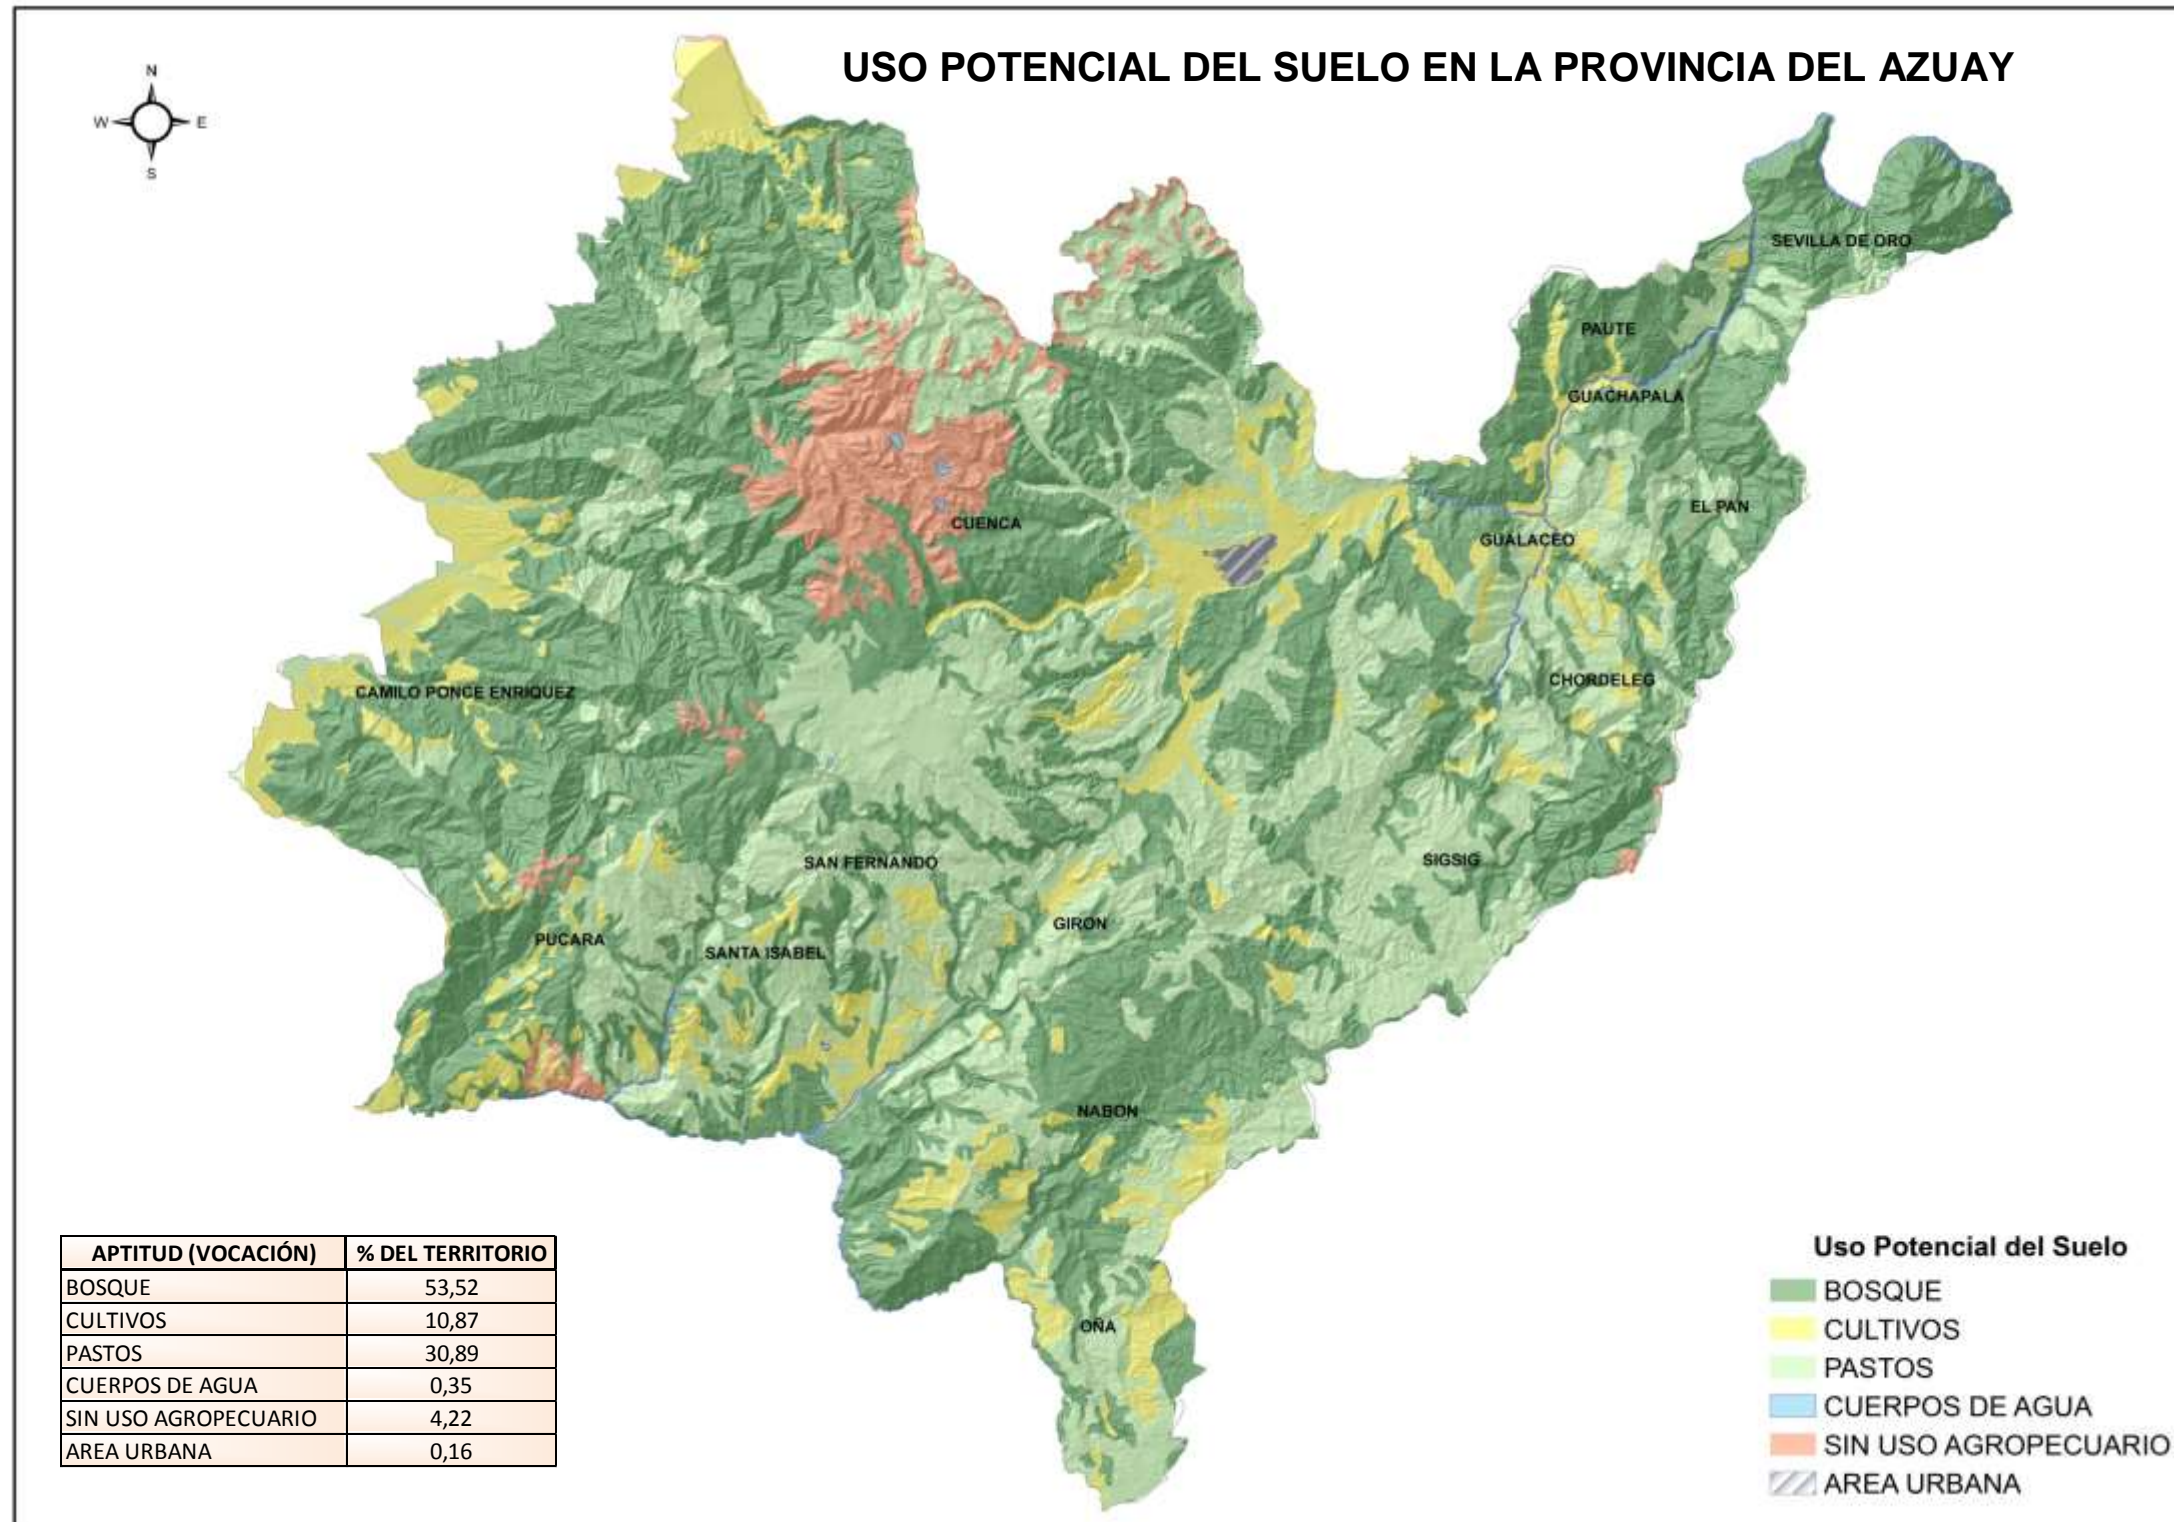 USO POTENCIAL DEL SUELO EN LA PROVINCIA DEL AZUAY
N
W E
S
SEVILLA DE ORO
PAUTE
GUACHAPALA
EL PAN
CUENCA
GUALACEO
CAMILO PONCE ENRIQUEZ
CHORDELEG
SAN FERNANDO
SIGSIG
GIRON
PUCARA
SANTA ISABEL
NABON
OÑA
APTITUD (VOCACIÓN) % DEL TERRITORIO
BOSQUE 53,52
CULTIVOS 10,87
PASTOS 30,89
CUERPOS DE AGUA 0,35
SIN USO AGROPECUARIO 4,22
AREA URBANA 0,16
Uso Potencial del Suelo
BOSQUE
CULTIVOS
PASTOS
CUERPOS DE AGUA
SIN USO AGROPECUARIO
AREA URBANA